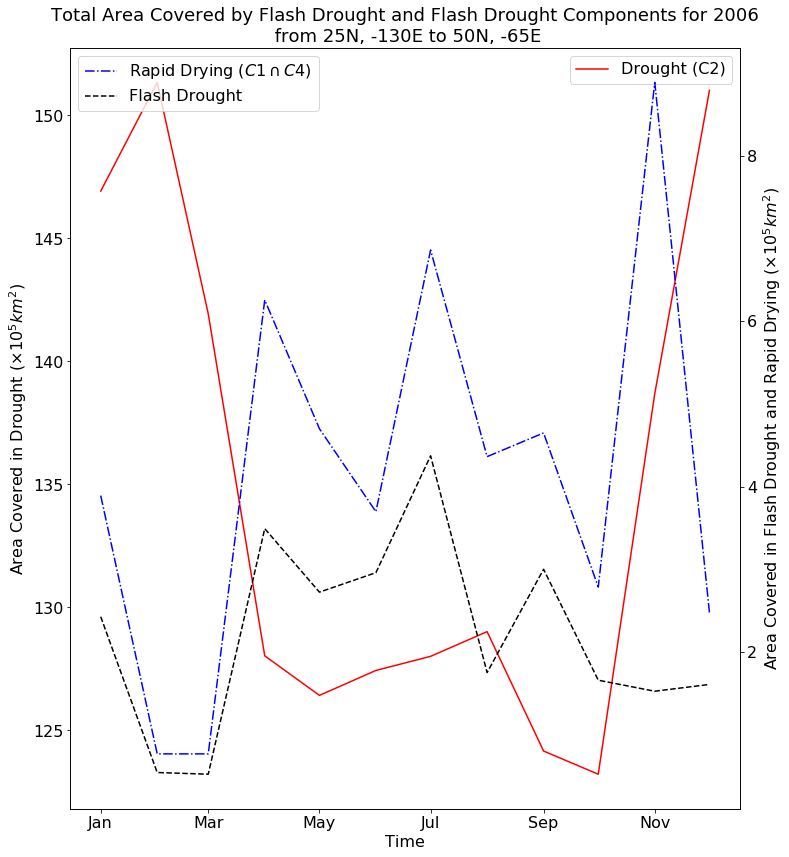 Total Area Covered by Flash Drought and Flash Drought Components for 2006
from 25N, -130E to 50N, -65E
Rapid Drying (C1 ∩ C4)
Flash Drought
Drought (C2)
Area Covered in Drought (×10⁵km²)
150
145
140
135
130
125
8
6
4
2
Area Covered in Flash Drought and Rapid Drying (×10⁵km²)
Jan Mar May Jul Sep Nov
Time